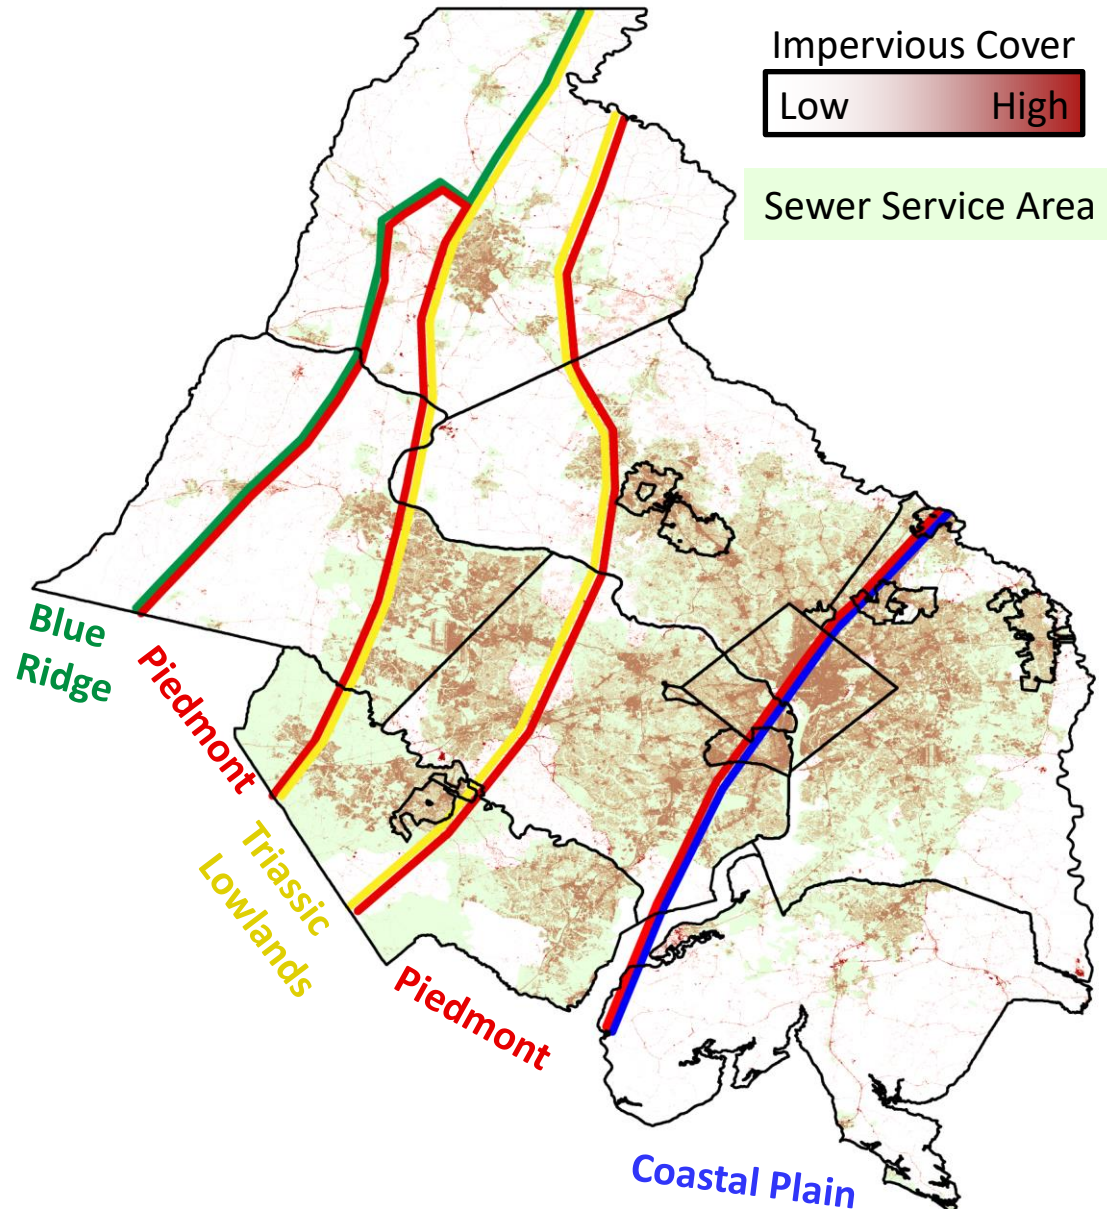 Impervious Cover
Low High
Sewer Service Area
Blue
Ridge
Piedmont
Triassic
Lowlands
Piedmont
Coastal Plain